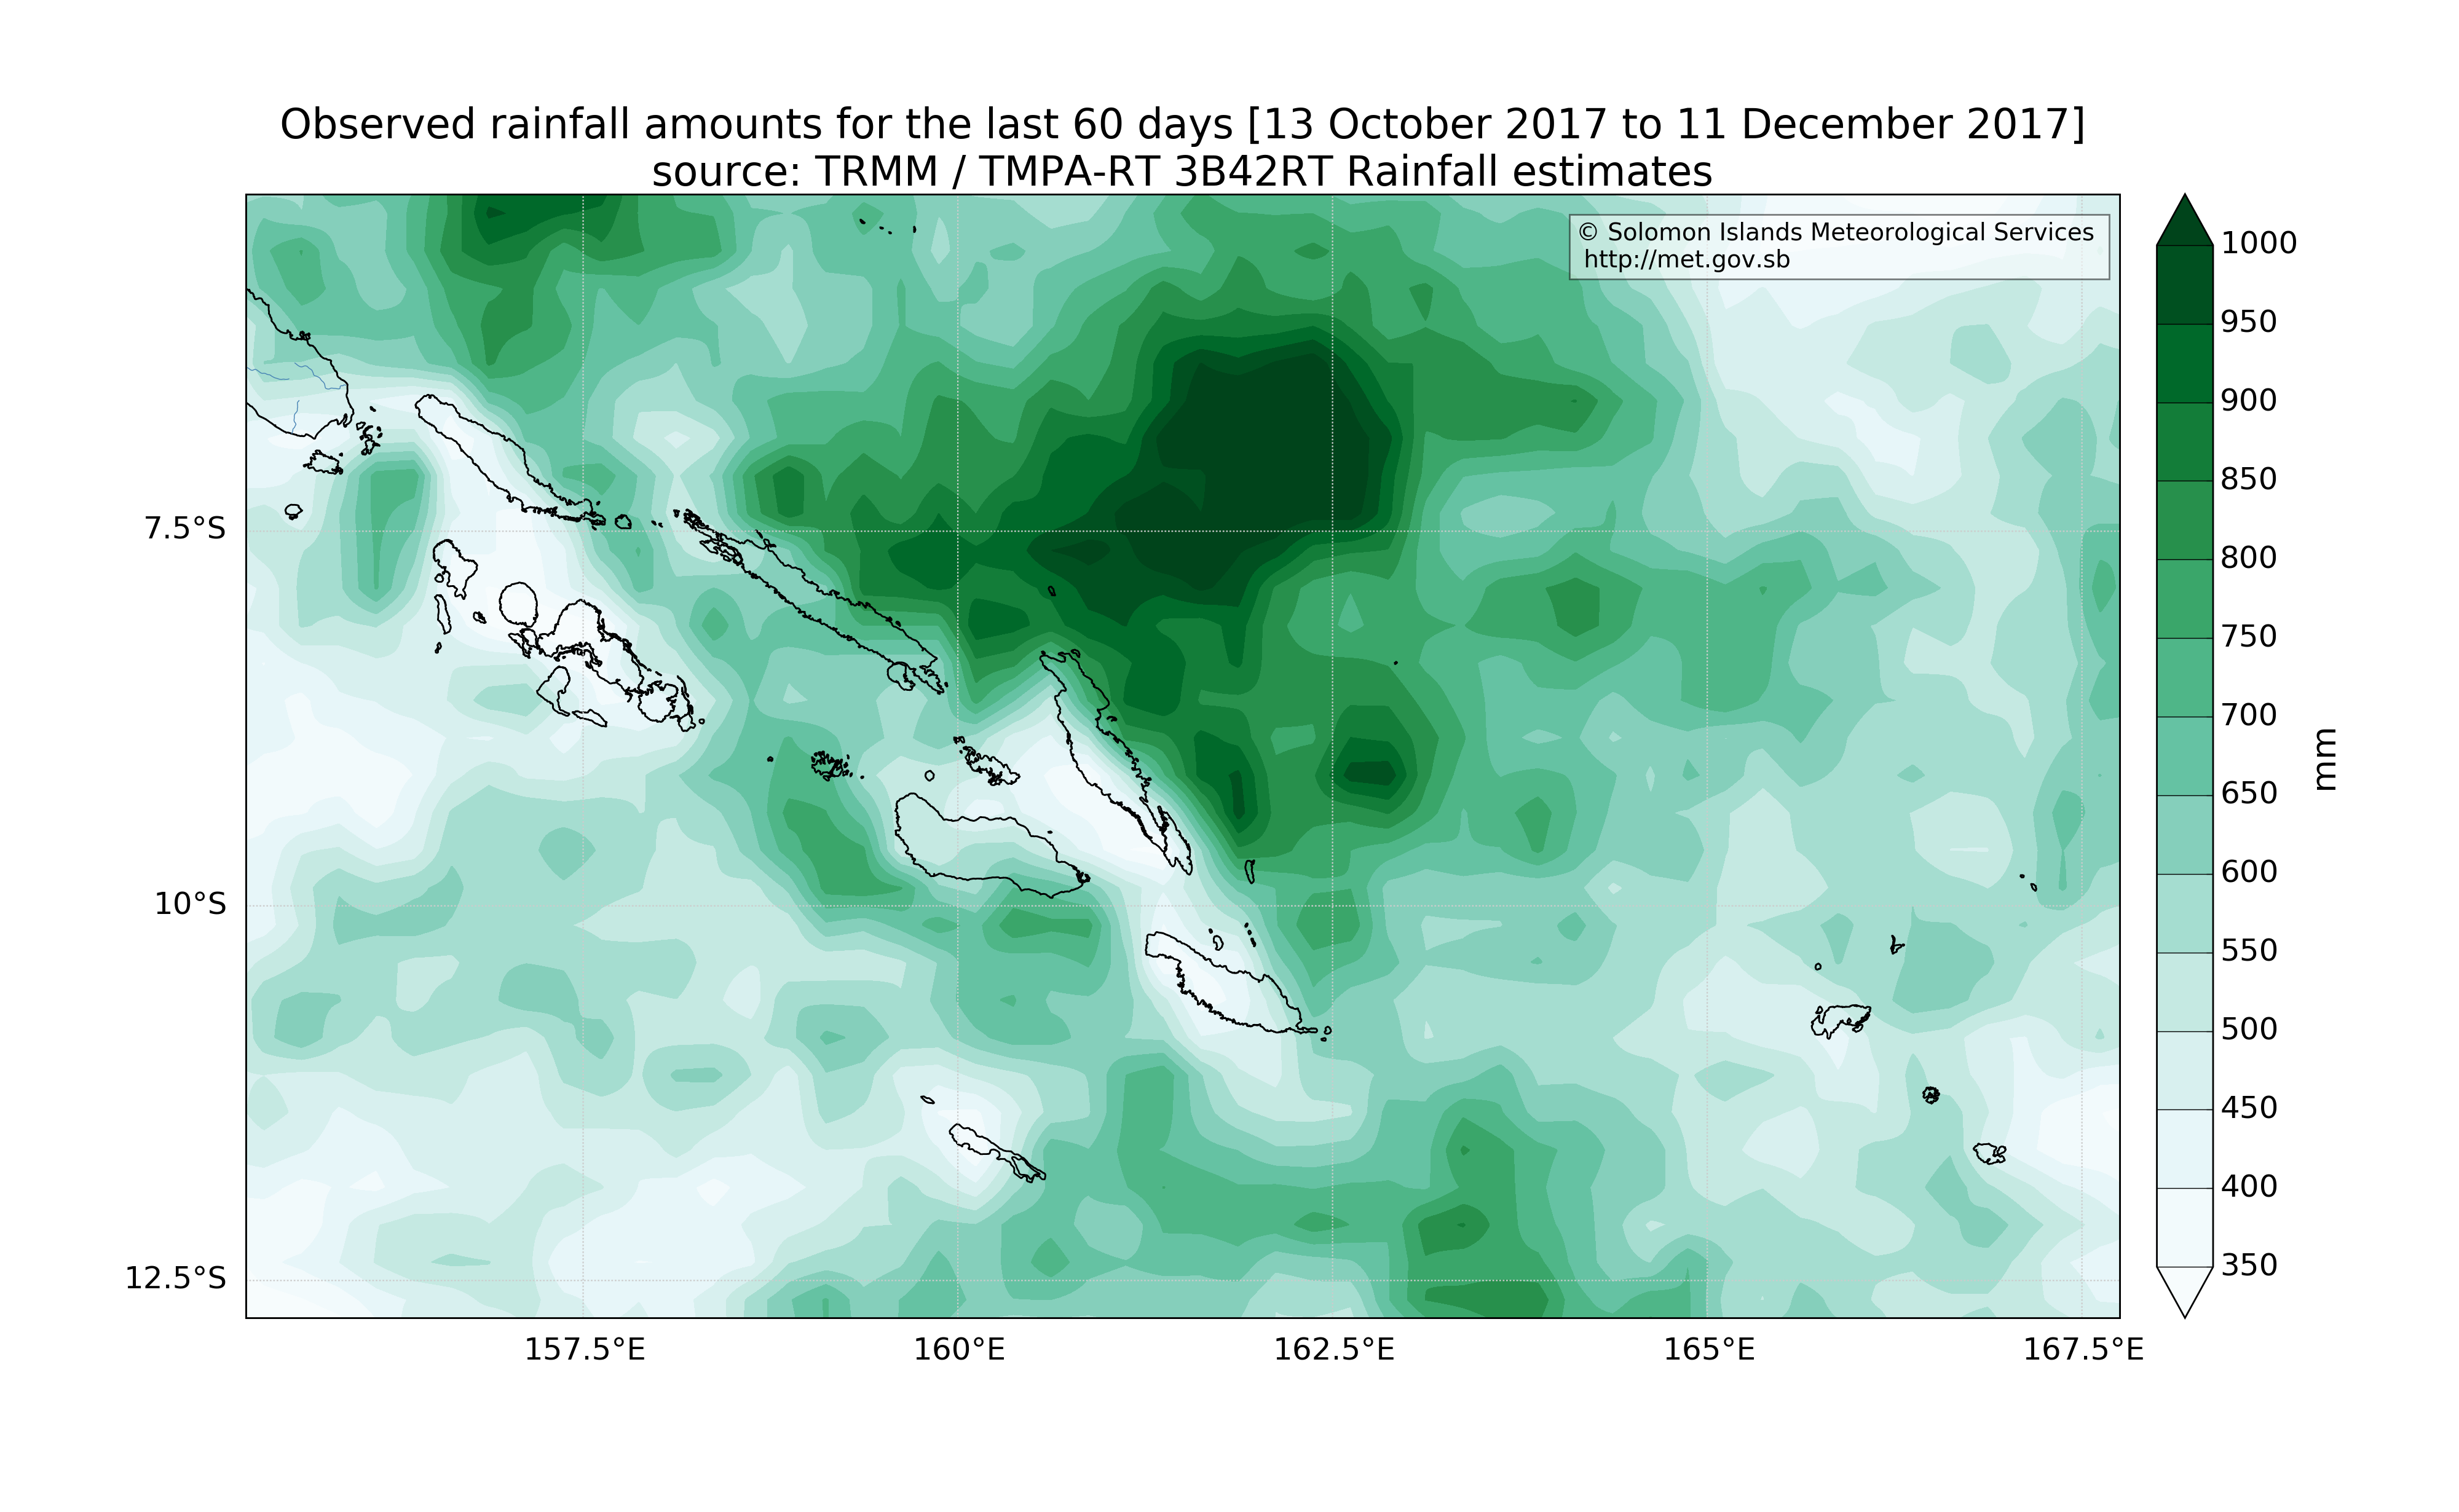 Observed rainfall amounts for the last 60 days [13 October 2017 to 11 December 2017]
source: TRMM / TMPA-RT 3B42RT Rainfall estimates
© Solomon Islands Meteorological Services
http://met.gov.sb
7.5°S
10°S
12.5°S
157.5°E
160°E
162.5°E
165°E
167.5°E
1000
950
900
850
800
750
700
650
600
550
500
450
400
350
mm